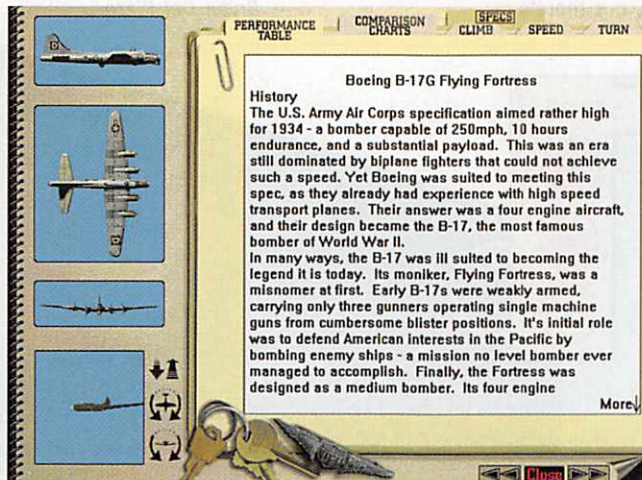 PERFORMANCE TABLE
COMPARISON CHARTS
SPECS
CLIMB
SPEED
TURN
Boeing B-17G Flying Fortress
History
The U.S. Army Air Corps specification aimed rather high
for 1934 - a bomber capable of 250mph, 10 hours
endurance, and a substantial payload. This was an era
still dominated by biplane fighters that could not achieve
such a speed. Yet Boeing was suited to meeting this
spec, as they already had experience with high speed
transport planes. Their answer was a four engine aircraft,
and their design became the B-17, the most famous
bomber of World War II.
In many ways, the B-17 was ill suited to becoming the
legend it is today. Its moniker, Flying Fortress, was a
misnomer at first. Early B-17s were weakly armed,
carrying only three gunners operating single machine
guns from cumbersome blister positions. It's initial role
was to defend American interests in the Pacific by
bombing enemy ships - a mission no level bomber ever
managed to accomplish. Finally, the Fortress was
designed as a medium bomber. Its four engine
More
Close